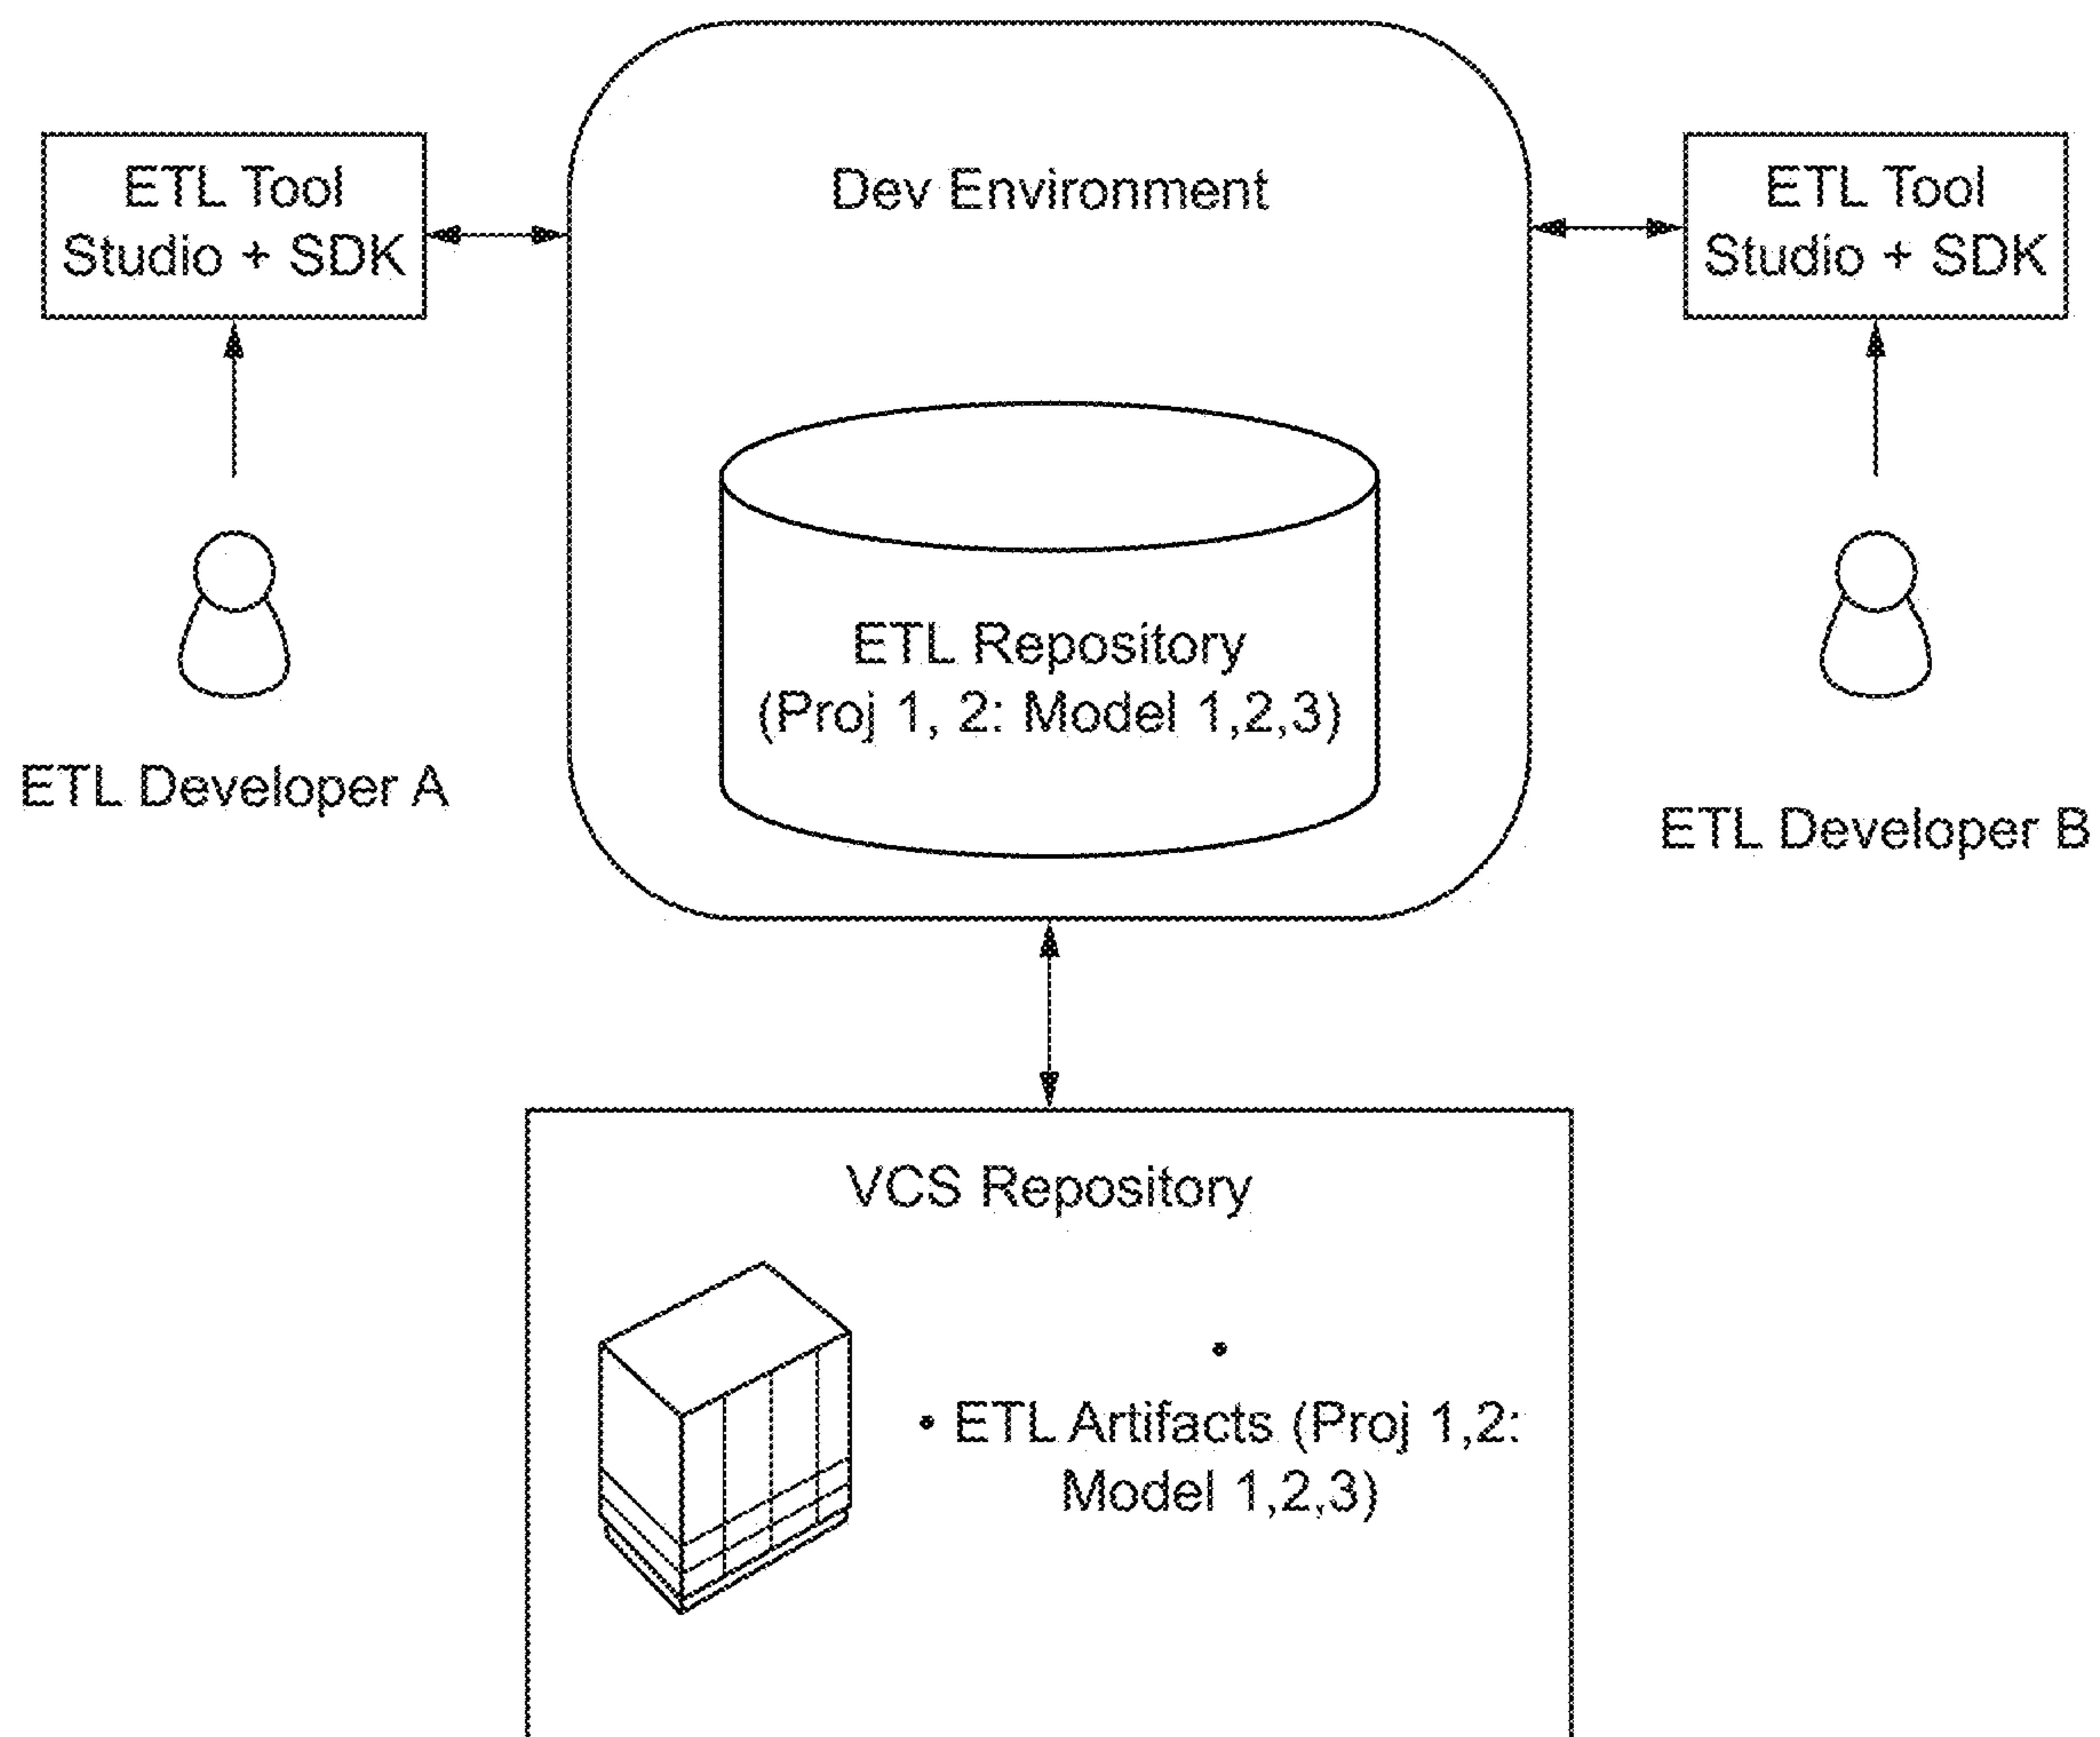 ETL Tool
Studio + SDK
Dev Environment
ETL Tool
Studio + SDK
ETL Repository
(Proj 1, 2: Model 1,2,3)
ETL Developer A
ETL Developer B
VCS Repository
•
• ETL Artifacts (Proj 1,2:
Model 1,2,3)